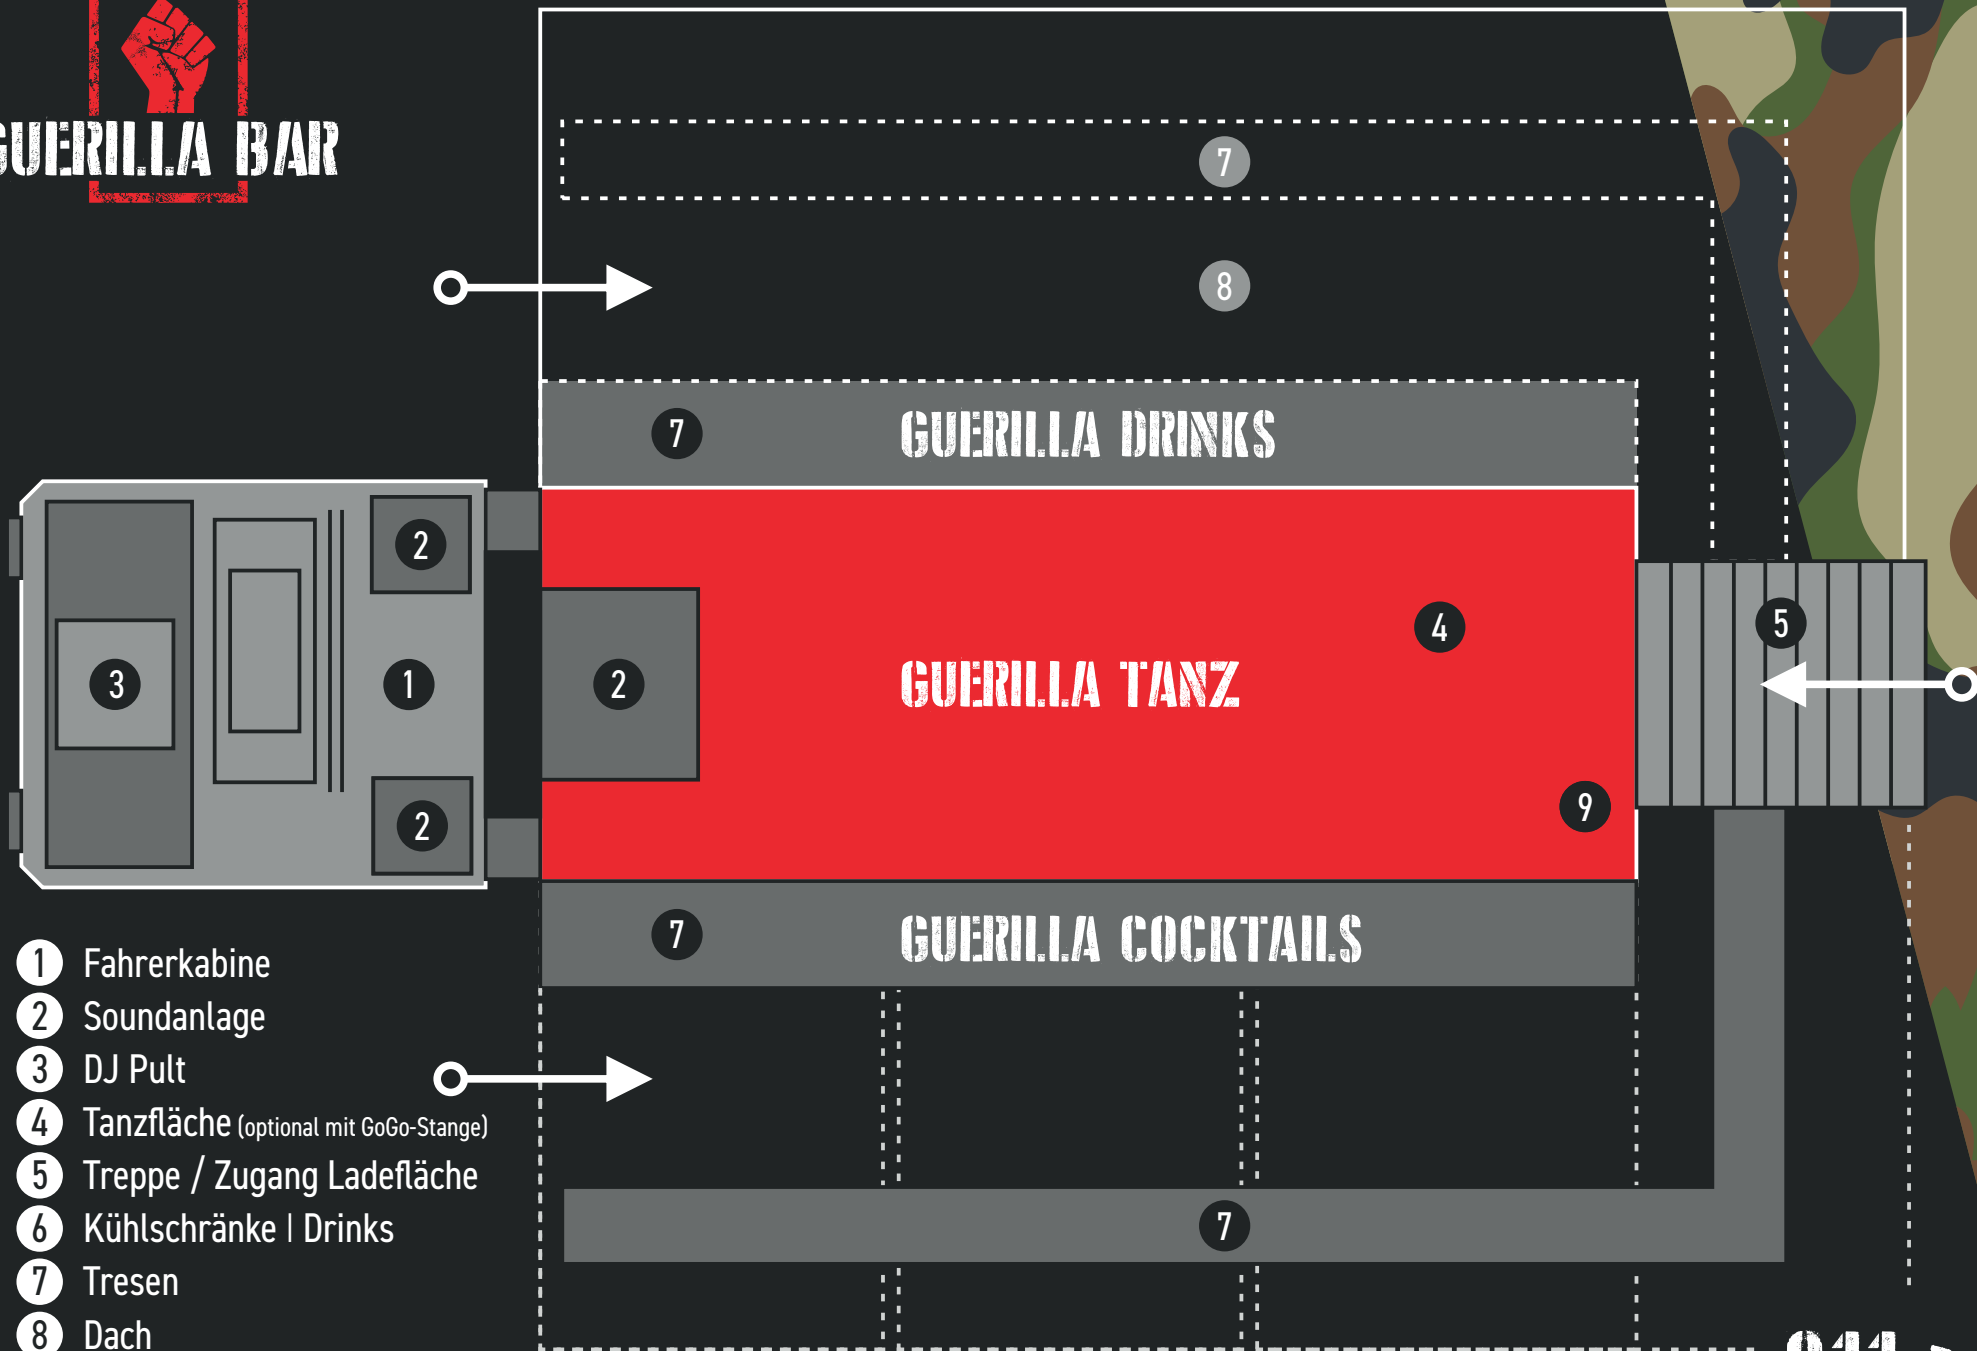 GUERILLA BAR
7
8
7 GUERILLA DRINKS
2
4
5
3
1
2
GUERILLA TANZ
9
2
7 GUERILLA COCKTAILS
7
1 Fahrerkabine
2 Soundanlage
3 DJ Pult
4 Tanzfläche (optional mit GoGo-Stange)
5 Treppe / Zugang Ladefläche
6 Kühlschränke | Drinks
7 Tresen
8 Dach